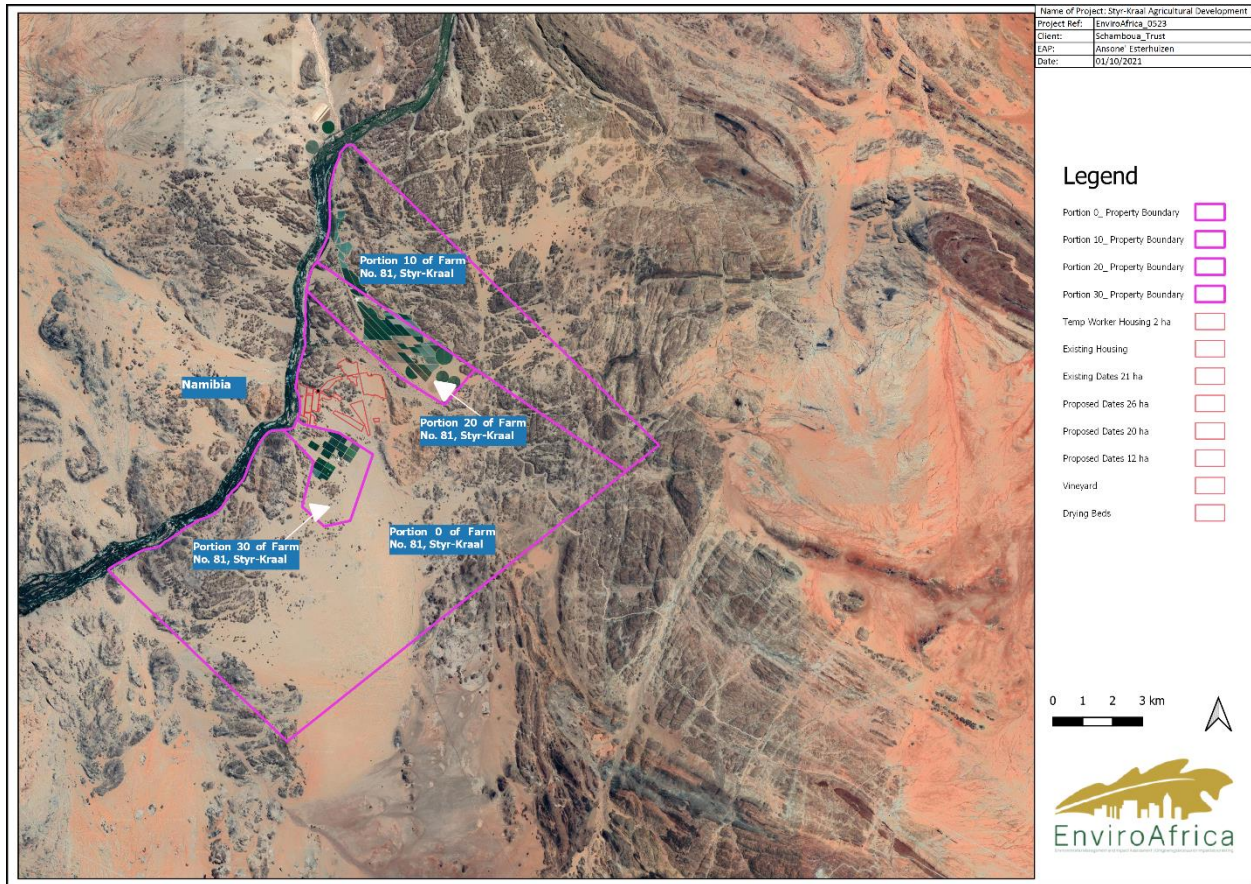 Name of Project: Styr-Kraal Agricultural Development
Project Ref: EnviroAfrica_0523
Client: Schamboua_Trust
EAP: Ansone' Esterhuizen
Date: 01/10/2021
Legend
Portion 0_ Property Boundary
Portion 10_ Property Boundary
Portion 20_ Property Boundary
Portion 30_ Property Boundary
Temp Worker Housing 2 ha
Existing Housing
Existing Dates 21 ha
Proposed Dates 26 ha
Proposed Dates 20 ha
Proposed Dates 12 ha
Vineyard
Drying Beds
Portion 10 of Farm
No. 81, Styr-Kraal
Namibia
Portion 20 of Farm
No. 81, Styr-Kraal
Portion 0 of Farm
No. 81, Styr-Kraal
Portion 30 of Farm
No. 81, Styr-Kraal
0 1 2 3 km
EnviroAfrica